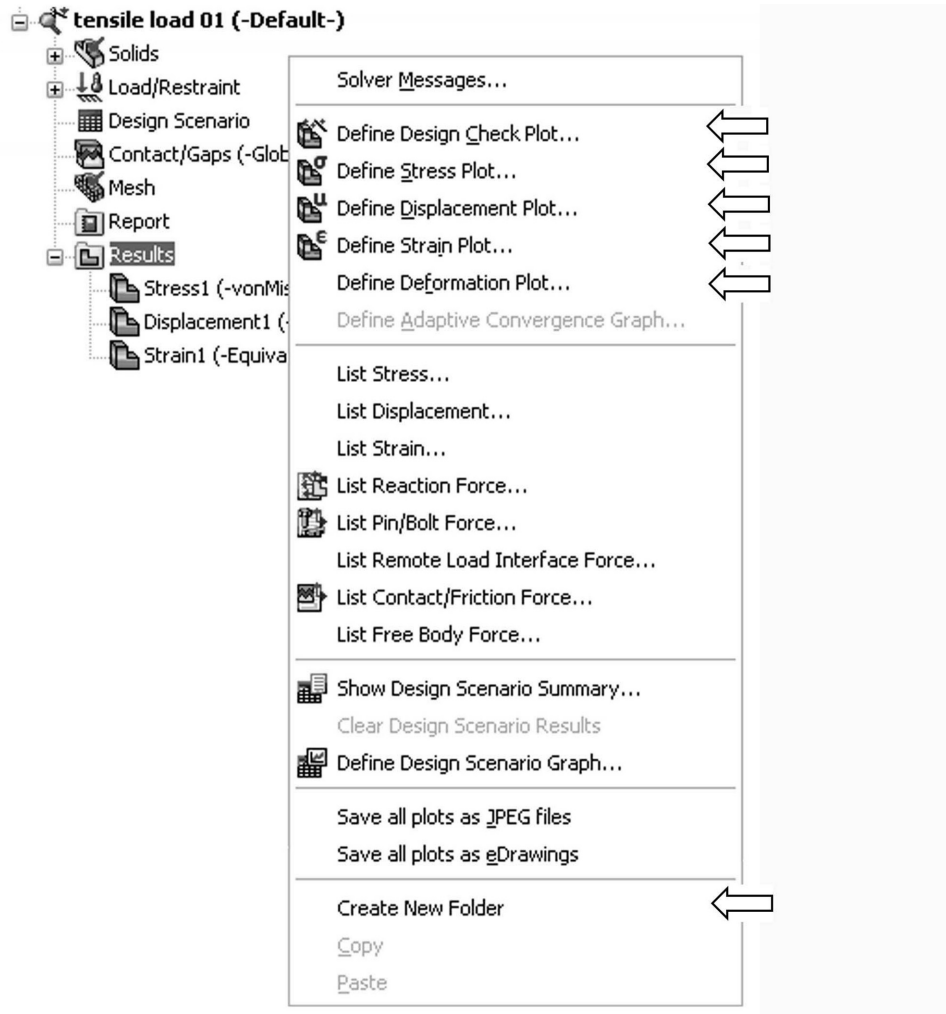 tensile load 01 (-Default-)
Solids
Load/Restraint
Design Scenario
Contact/Gaps (-Glob
Mesh
Report
Results
Stress1 (-vonMis
Displacement1 (-
Strain1 (-Equiva
Solver Messages...
Define Design Check Plot...
Define Stress Plot...
Define Displacement Plot...
Define Strain Plot...
Define Deformation Plot...
Define Adaptive Convergence Graph...
List Stress...
List Displacement...
List Strain...
List Reaction Force...
List Pin/Bolt Force...
List Remote Load Interface Force...
List Contact/Friction Force...
List Free Body Force...
Show Design Scenario Summary...
Clear Design Scenario Results
Define Design Scenario Graph...
Save all plots as JPEG files
Save all plots as eDrawings
Create New Folder
Copy
Paste